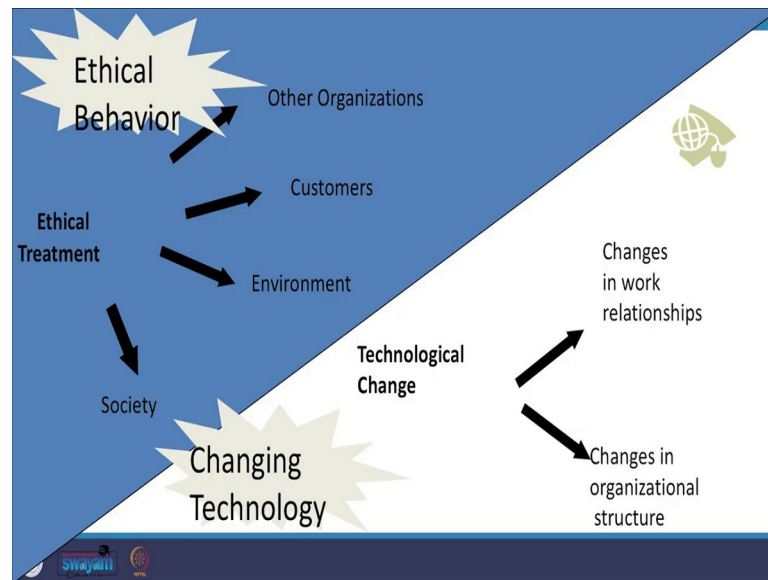 Ethical
Behavior
Other Organizations
Customers
Ethical
Treatment
Environment
Society
Changes
in work
relationships
Technological
Change
Changing
Technology
Changes in
organizational
structure
swayam